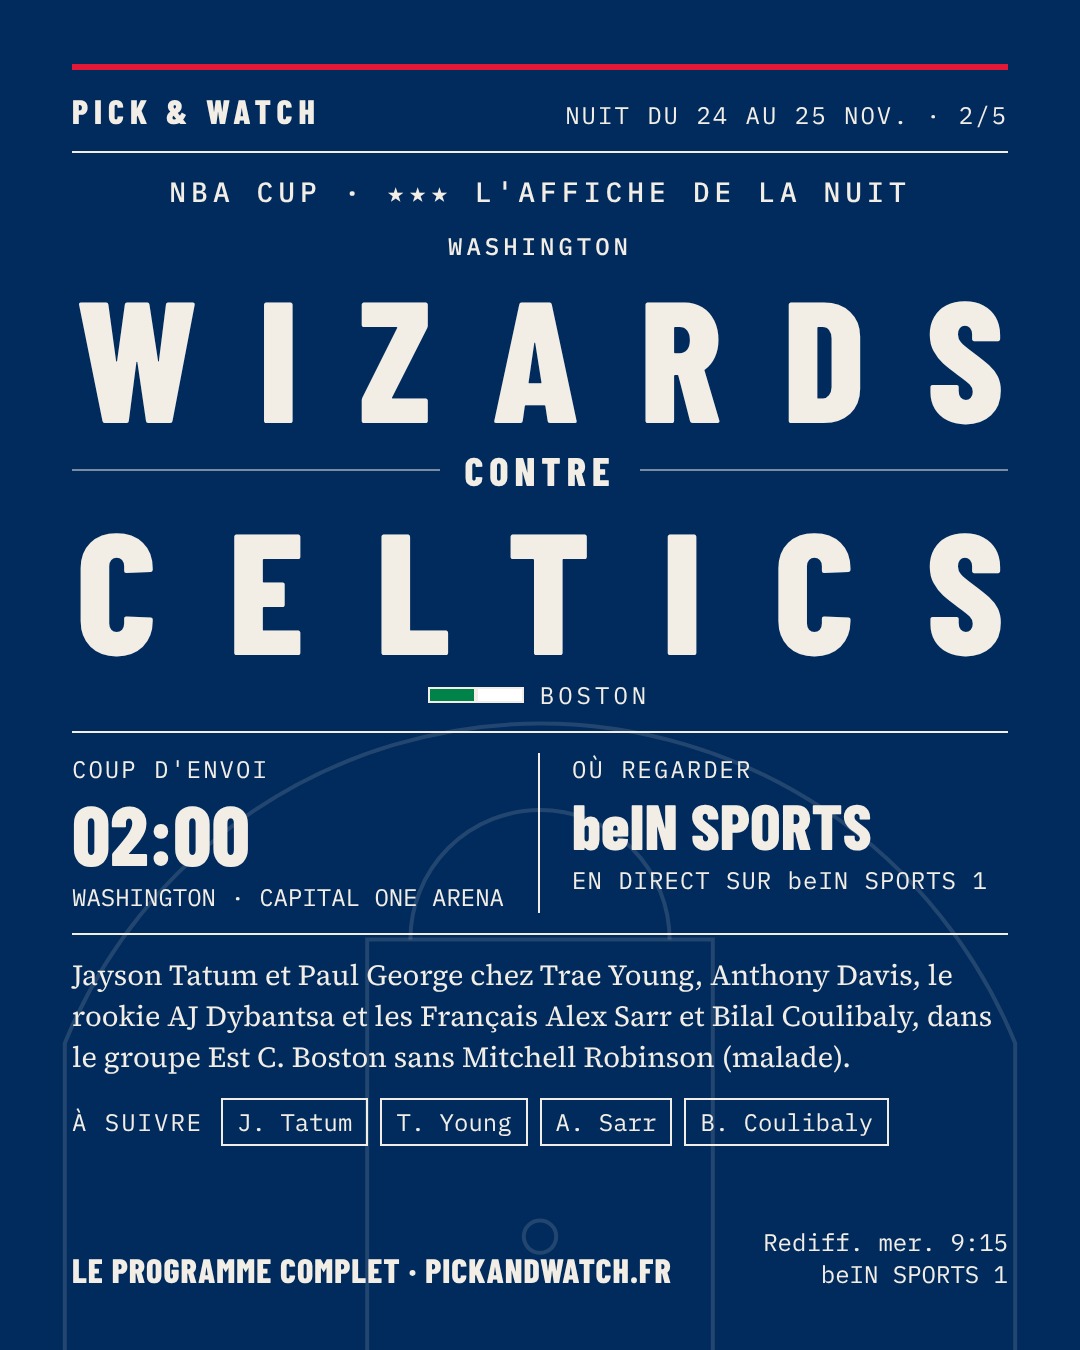 PICK & WATCH
NUIT DU 24 AU 25 NOV. · 2/5
NBA CUP · ★★★ L'AFFICHE DE LA NUIT
WASHINGTON
WIZARDS
CONTRE
CELTICS
BOSTON
COUP D'ENVOI
02:00
WASHINGTON · CAPITAL ONE ARENA
OÙ REGARDER
beIN SPORTS
EN DIRECT SUR beIN SPORTS 1
Jayson Tatum et Paul George chez Trae Young, Anthony Davis, le
rookie AJ Dybantsa et les Français Alex Sarr et Bilal Coulibaly, dans
le groupe Est C. Boston sans Mitchell Robinson (malade).
À SUIVRE J. Tatum T. Young A. Sarr B. Coulibaly
LE PROGRAMME COMPLET · PICKANDWATCH.FR
Rediff. mer. 9:15
beIN SPORTS 1